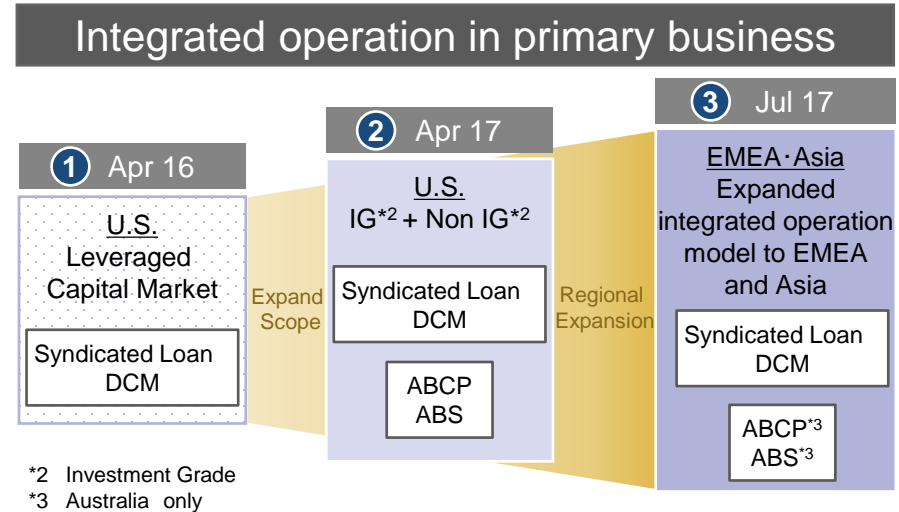 Integrated operation in primary business
1 Apr 16
U.S.
Leveraged
Capital Market
Syndicated Loan
DCM
Expand
Scope
2 Apr 17
U.S.
IG*2 + Non IG*2
Syndicated Loan
DCM
ABCP
ABS
Regional
Expansion
3 Jul 17
EMEA･Asia
Expanded
integrated operation
model to EMEA
and Asia
Syndicated Loan
DCM
ABCP*3
ABS*3
*2 Investment Grade
*3 Australia only